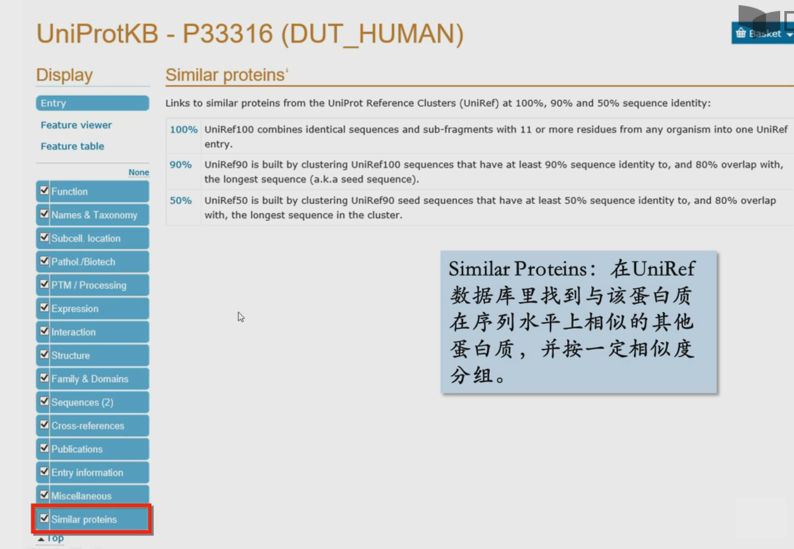 UniProtKB - P33316 (DUT_HUMAN)
Basket
Display
Entry
Feature viewer
Feature table
None
Function
Names & Taxonomy
Subcell. location
Pathol./Biotech
PTM / Processing
Expression
Interaction
Structure
Family & Domains
Sequences (2)
Cross-references
Publications
Entry information
Miscellaneous
Similar proteins
Top
Similar proteinsⁱ
Links to similar proteins from the UniProt Reference Clusters (UniRef) at 100%, 90% and 50% sequence identity:
100% UniRef100 combines identical sequences and sub-fragments with 11 or more residues from any organism into one UniRef
entry.
90% UniRef90 is built by clustering UniRef100 sequences that have at least 90% sequence identity to, and 80% overlap with,
the longest sequence (a.k.a seed sequence).
50% UniRef50 is built by clustering UniRef90 seed sequences that have at least 50% sequence identity to, and 80% overlap
with, the longest sequence in the cluster.
Similar Proteins：在UniRef
数据库里找到与该蛋白质
在序列水平上相似的其他
蛋白质，并按一定相似度
分组。